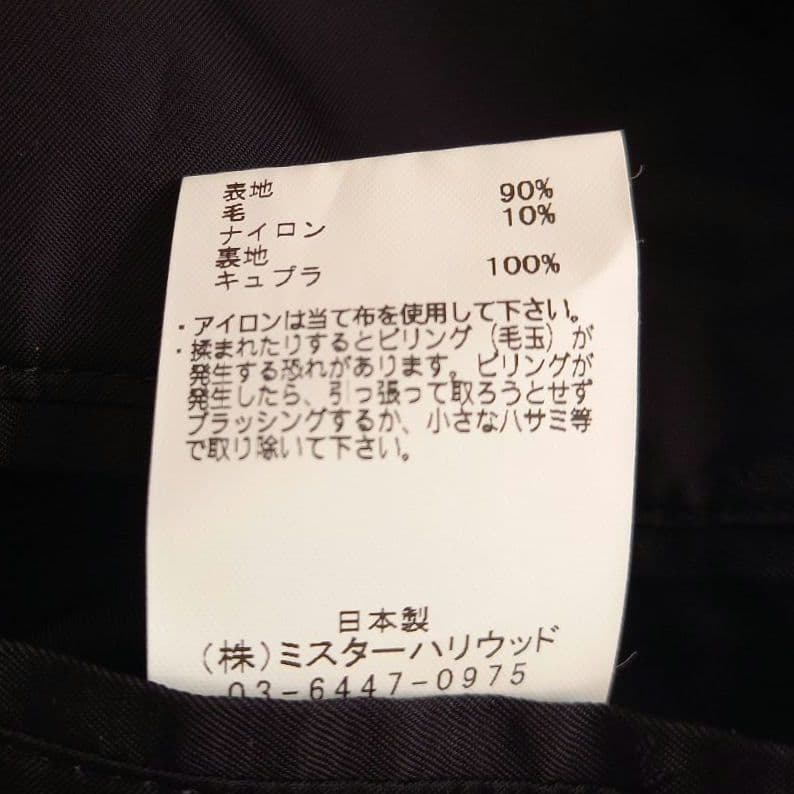 表地
毛 90%
ナイロン 10%
裏地
キュプラ 100%
・アイロンは当て布を使用して下さい。
・揉まれたりするとピリング（毛玉）が
発生する恐れがあります。ピリングが
発生したら、引っ張って取ろうとせず
ブラッシングするか、小さなハサミ等
で取り除いて下さい。
日本製
（株）ミスターハリウッド
03-6447-0975